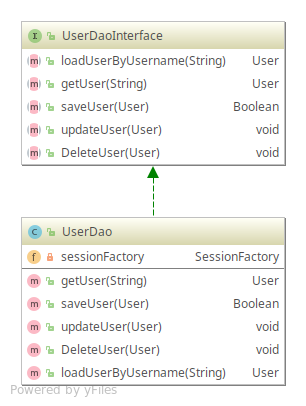 I UserDaoInterface
m loadUserByUsername(String) User
m getUser(String) User
m saveUser(User) Boolean
m updateUser(User) void
m DeleteUser(User) void
C UserDao
f sessionFactory SessionFactory
m getUser(String) User
m saveUser(User) Boolean
m updateUser(User) void
m DeleteUser(User) void
m loadUserByUsername(String) User
Powered by yFiles